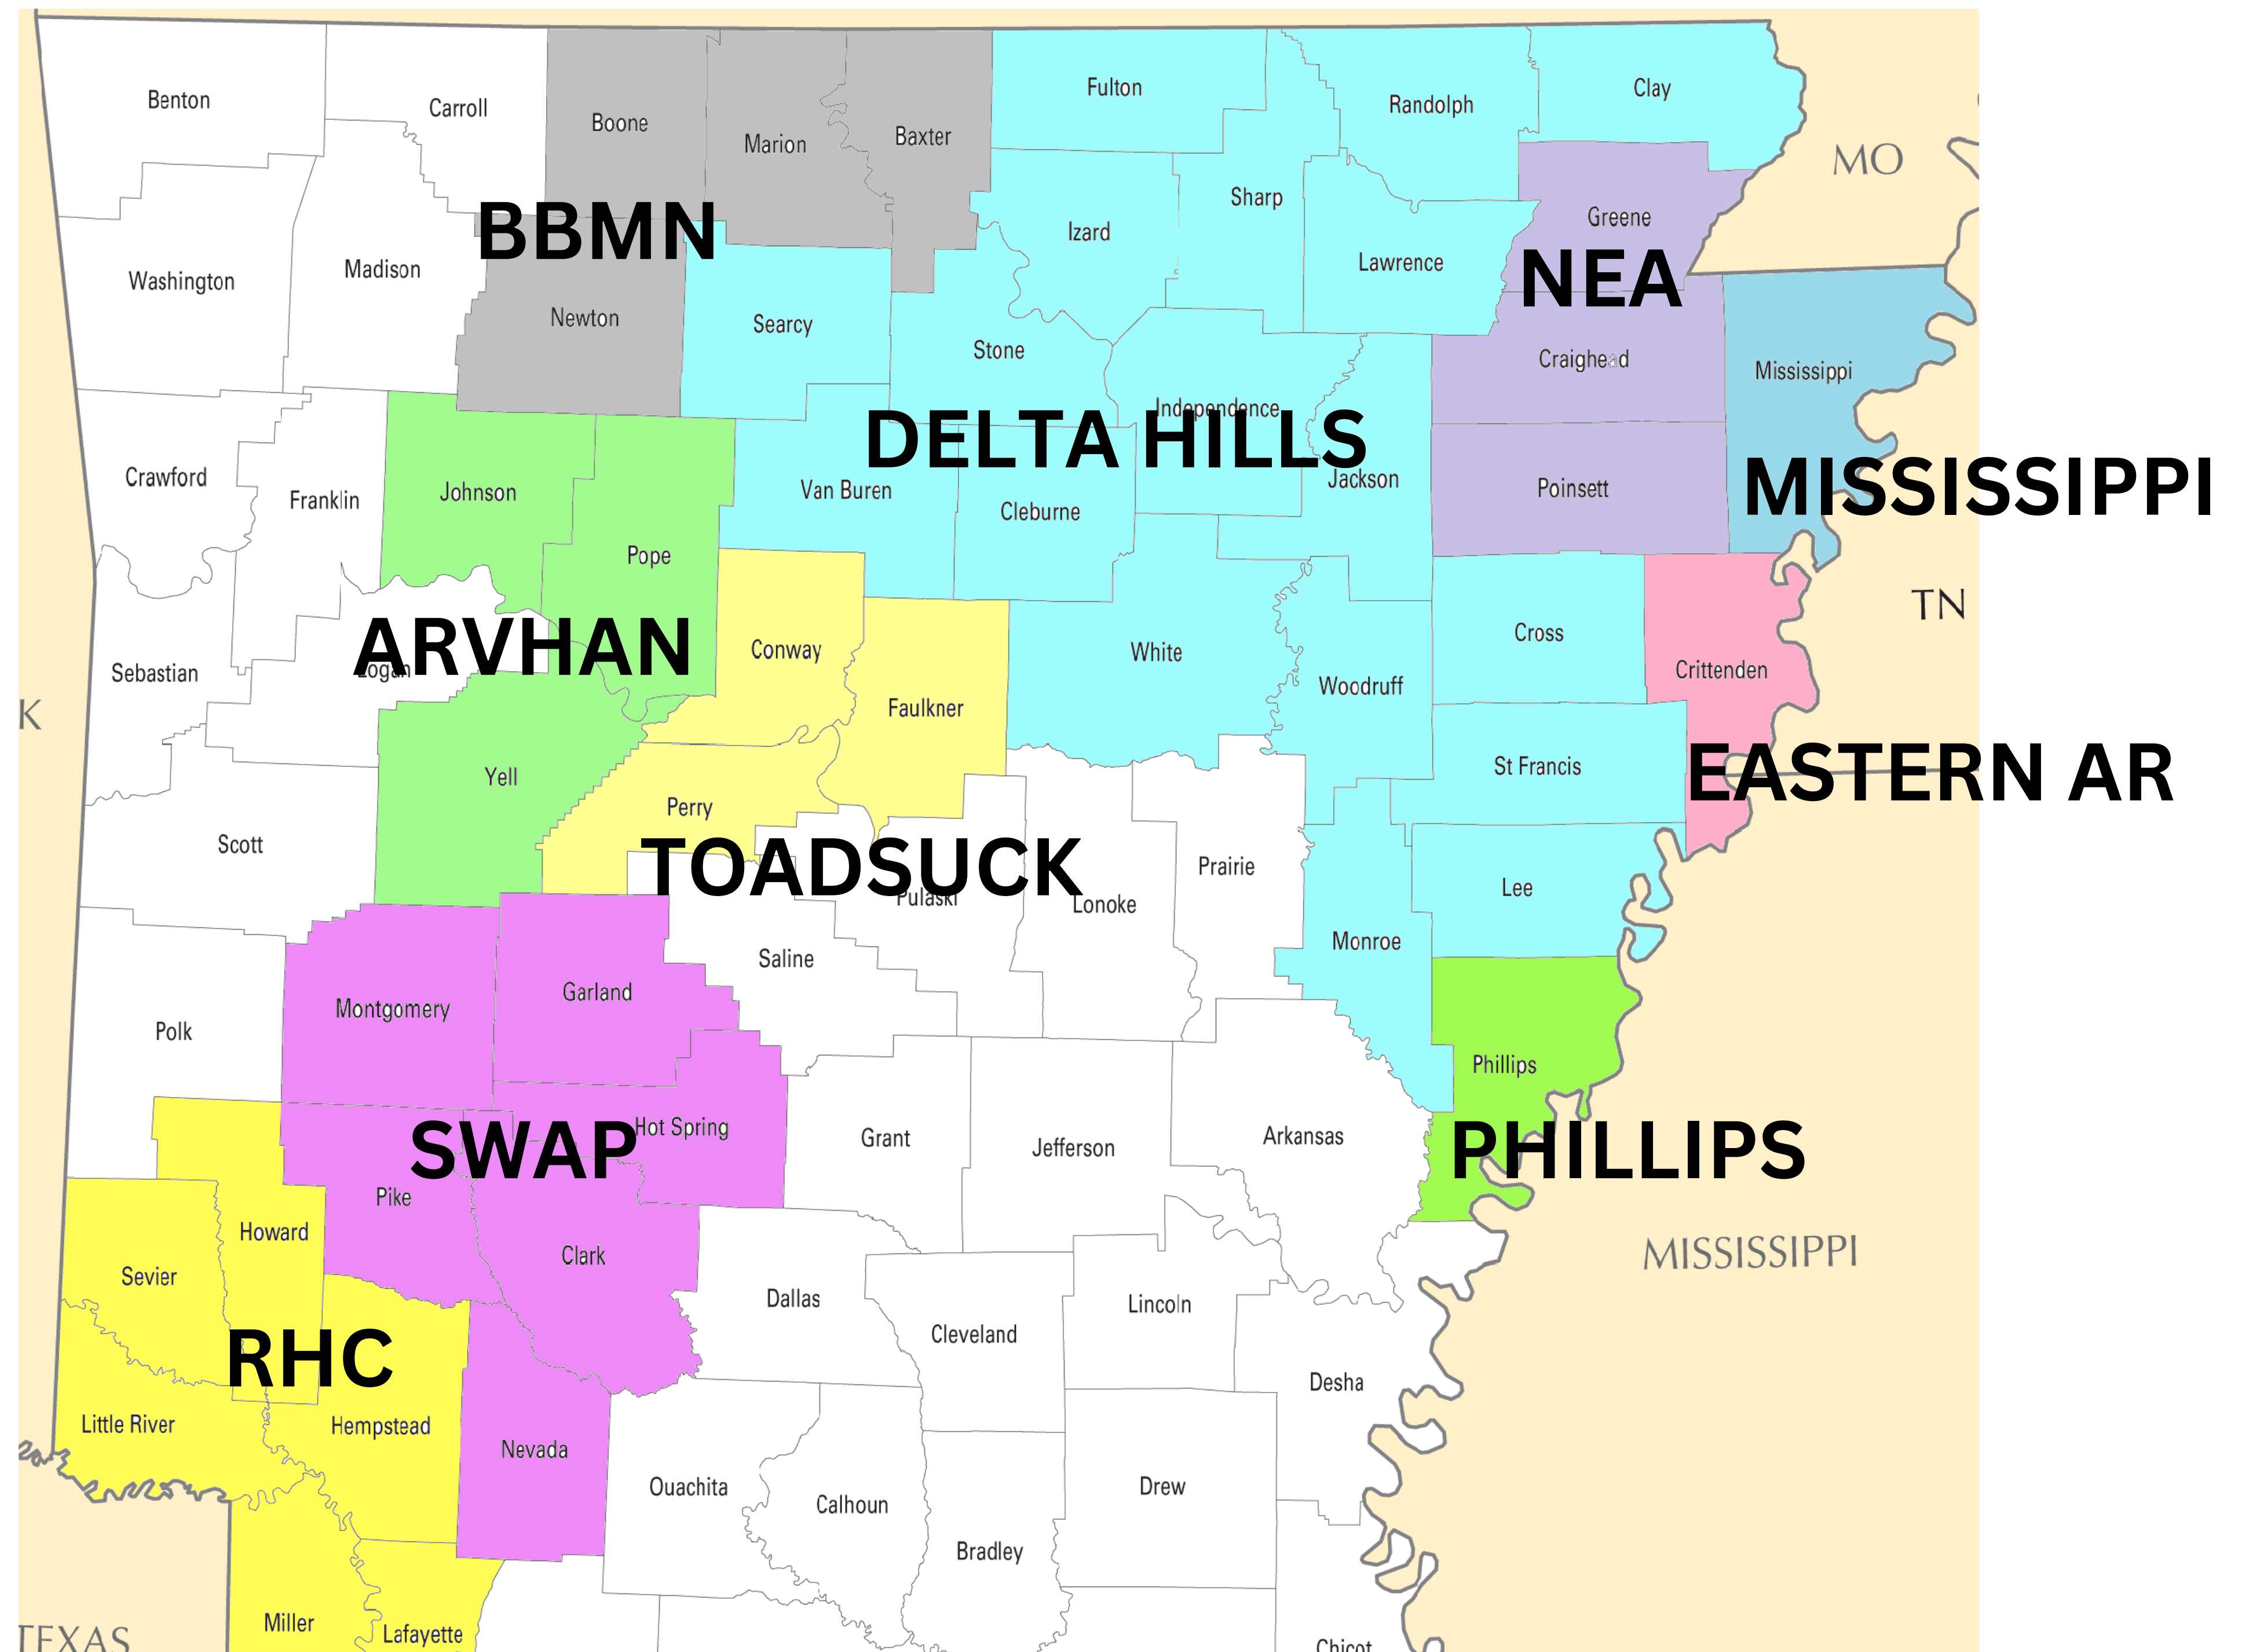 Benton
Carroll
Boone
Marion
Baxter
Fulton
Randolph
Clay
MO
Sharp
Izard
Greene
Lawrence
Washington
Madison
BBMN
NEA
Newton
Searcy
Stone
Craighead
Mississippi
Independence
DELTA HILLS
Crawford
Franklin
Johnson
Van Buren
Cleburne
Jackson
Poinsett
MISSISSIPPI
Pope
TN
Conway
White
Cross
ARVHAN
Logan
Sebastian
Woodruff
Crittenden
K
Faulkner
Yell
St Francis
EASTERN AR
Perry
Scott
TOADSUCK
Pulaski
Lonoke
Prairie
Lee
Saline
Monroe
Montgomery
Garland
Polk
Phillips
Hot Spring
Grant
Jefferson
Arkansas
SWAP
PHILLIPS
Pike
Howard
Clark
MISSISSIPPI
Sevier
Dallas
Lincoln
Cleveland
RHC
Desha
Little River
Hempstead
Nevada
Ouachita
Calhoun
Drew
Bradley
Miller
Lafayette
TEXAS
Chicot